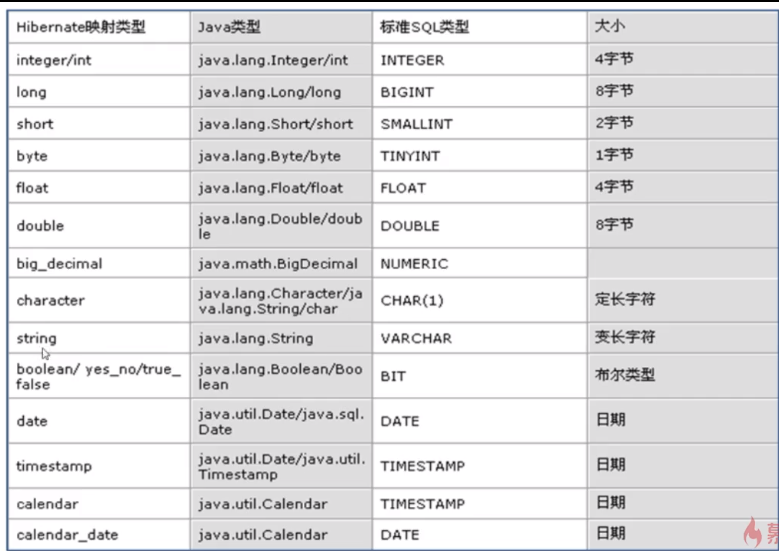 Hibernate映射类型 Java类型 标准SQL类型 大小
integer/int java.lang.Integer/int INTEGER 4字节
long java.lang.Long/long BIGINT 8字节
short java.lang.Short/short SMALLINT 2字节
byte java.lang.Byte/byte TINYINT 1字节
float java.lang.Float/float FLOAT 4字节
double java.lang.Double/doub
le DOUBLE 8字节
big_decimal java.math.BigDecimal NUMERIC
character java.lang.Character/ja
va.lang.String/char CHAR(1) 定长字符
string java.lang.String VARCHAR 变长字符
boolean/ yes_no/true_
false java.lang.Boolean/Boo
lean BIT 布尔类型
date java.util.Date/java.sql.
Date DATE 日期
timestamp java.util.Date/java.util.
Timestamp TIMESTAMP 日期
calendar java.util.Calendar TIMESTAMP 日期
calendar_date java.util.Calendar DATE 日期